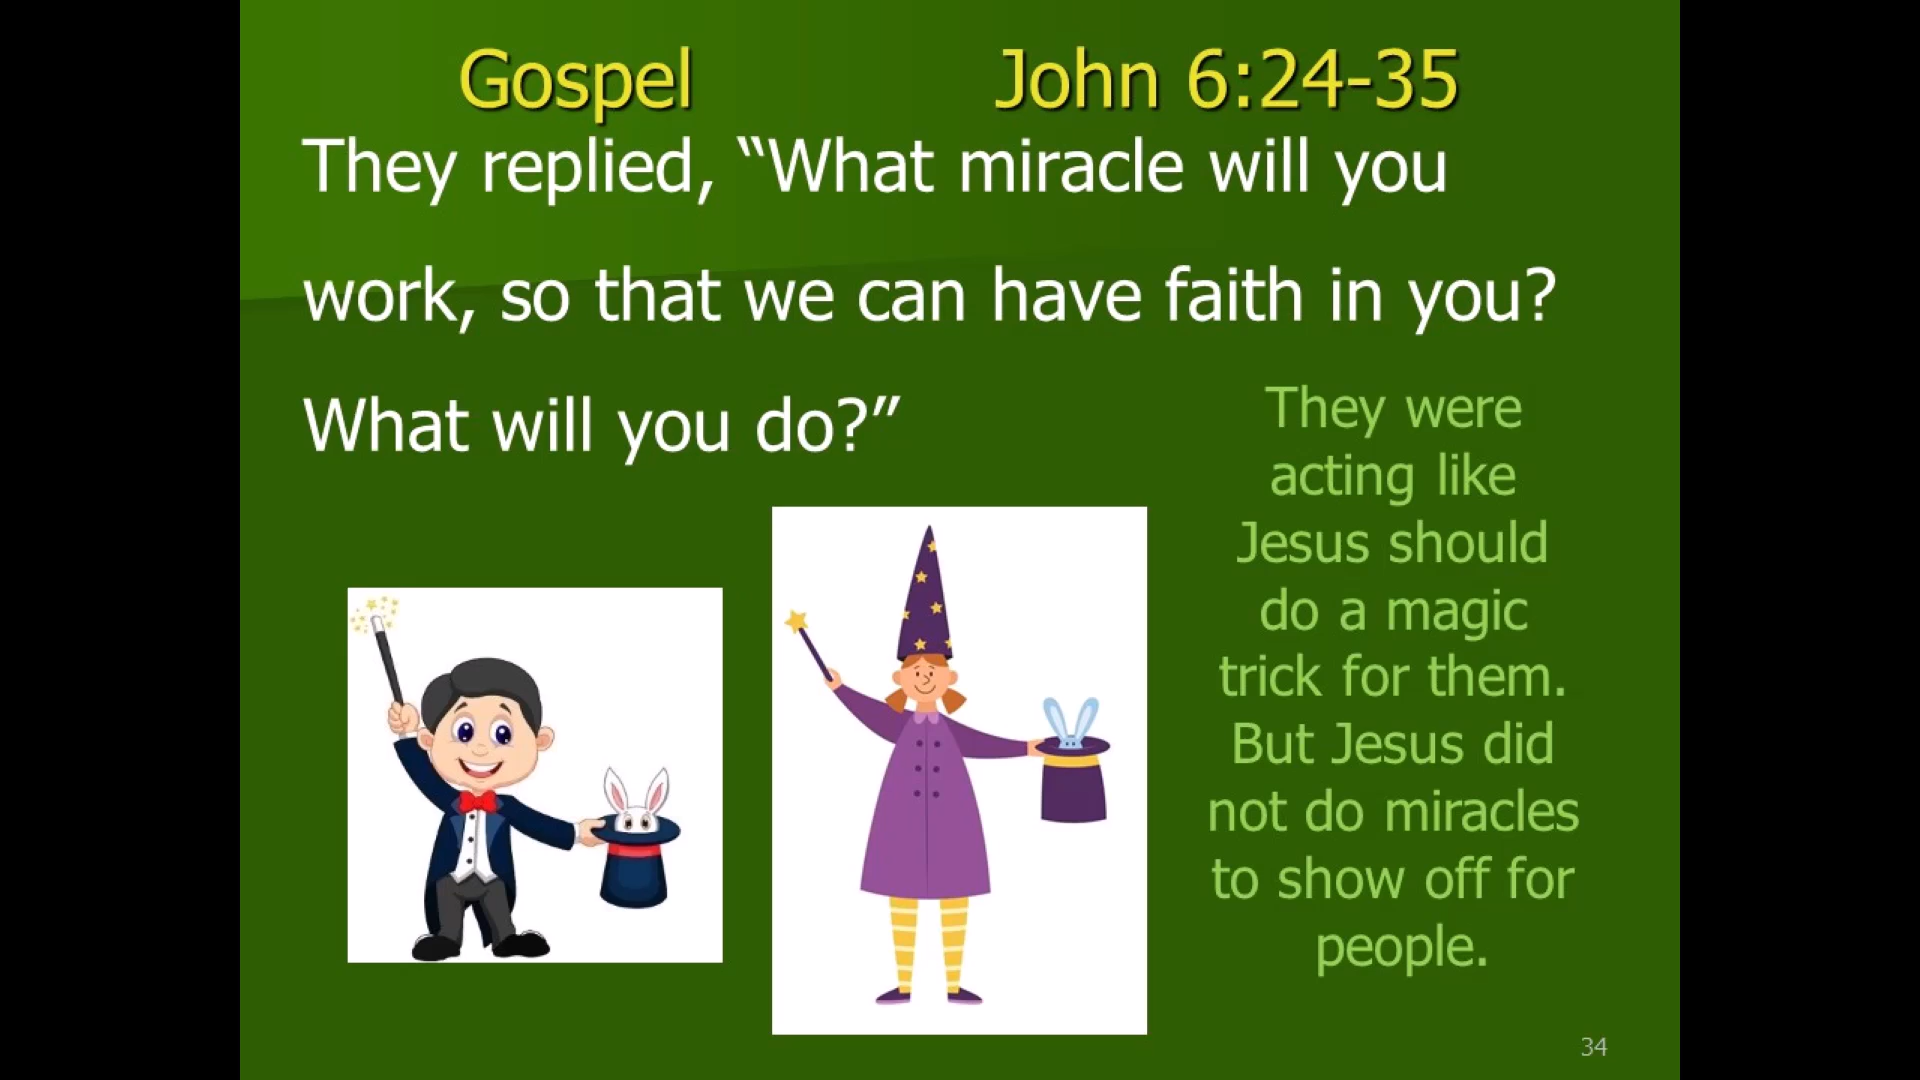 Gospel John 6:24-35
They replied, “What miracle will you
work, so that we can have faith in you?
What will you do?”
They were
acting like
Jesus should
do a magic
trick for them.
But Jesus did
not do miracles
to show off for
people.
34